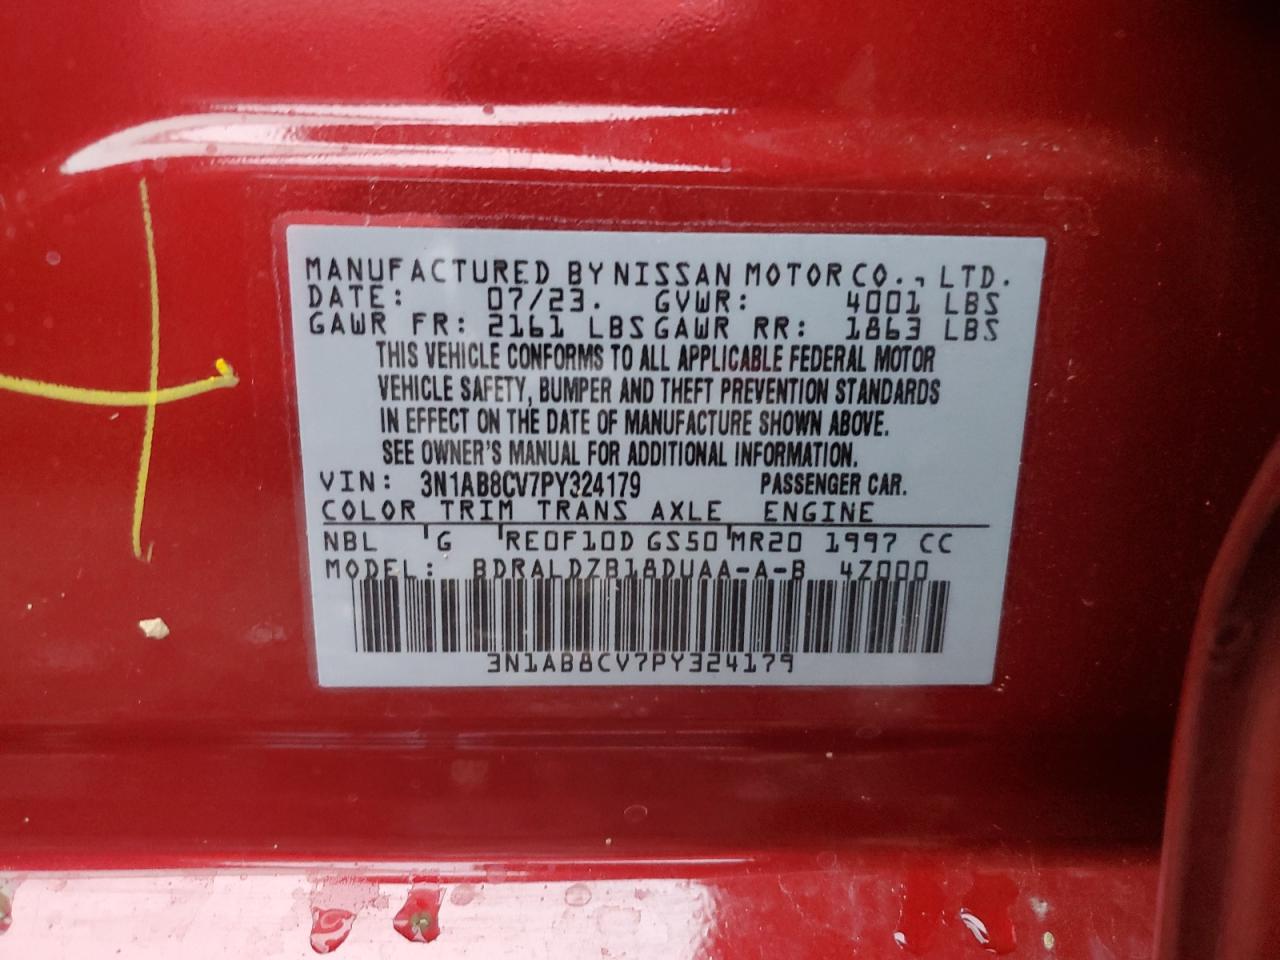 MANUFACTURED BY NISSAN MOTOR CO., LTD.
DATE: 07/23. GVWR: 4001 LBS
GAWR FR: 2161 LBS GAWR RR: 1863 LBS
THIS VEHICLE CONFORMS TO ALL APPLICABLE FEDERAL MOTOR
VEHICLE SAFETY, BUMPER AND THEFT PREVENTION STANDARDS
IN EFFECT ON THE DATE OF MANUFACTURE SHOWN ABOVE.
SEE OWNER'S MANUAL FOR ADDITIONAL INFORMATION.
VIN: 3N1AB8CV7PY324179 PASSENGER CAR.
COLOR TRIM TRANS AXLE ENGINE
NBL G RE0F10D GS50 MR20 1997 CC
MODEL: BDRALDZB18DUAA-A-B 4Z000
3N1AB8CV7PY324179